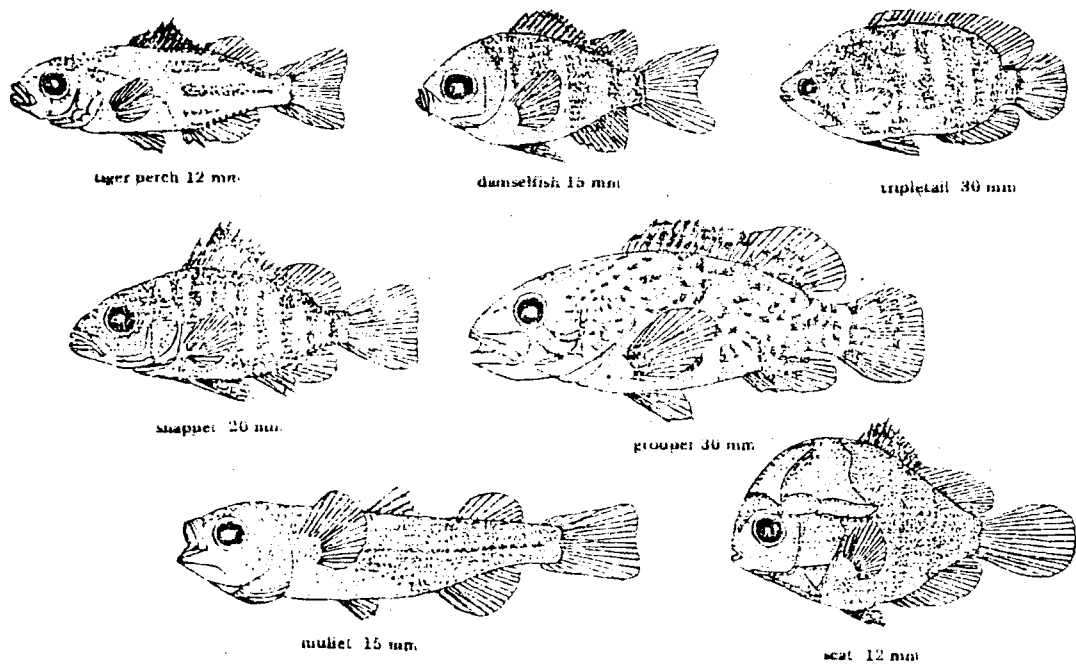 tiger perch 12 mm
damselfish 15 mm
tripletail 30 mm
snapper 20 mm
grouper 30 mm
mullet 15 mm
scat 12 mm